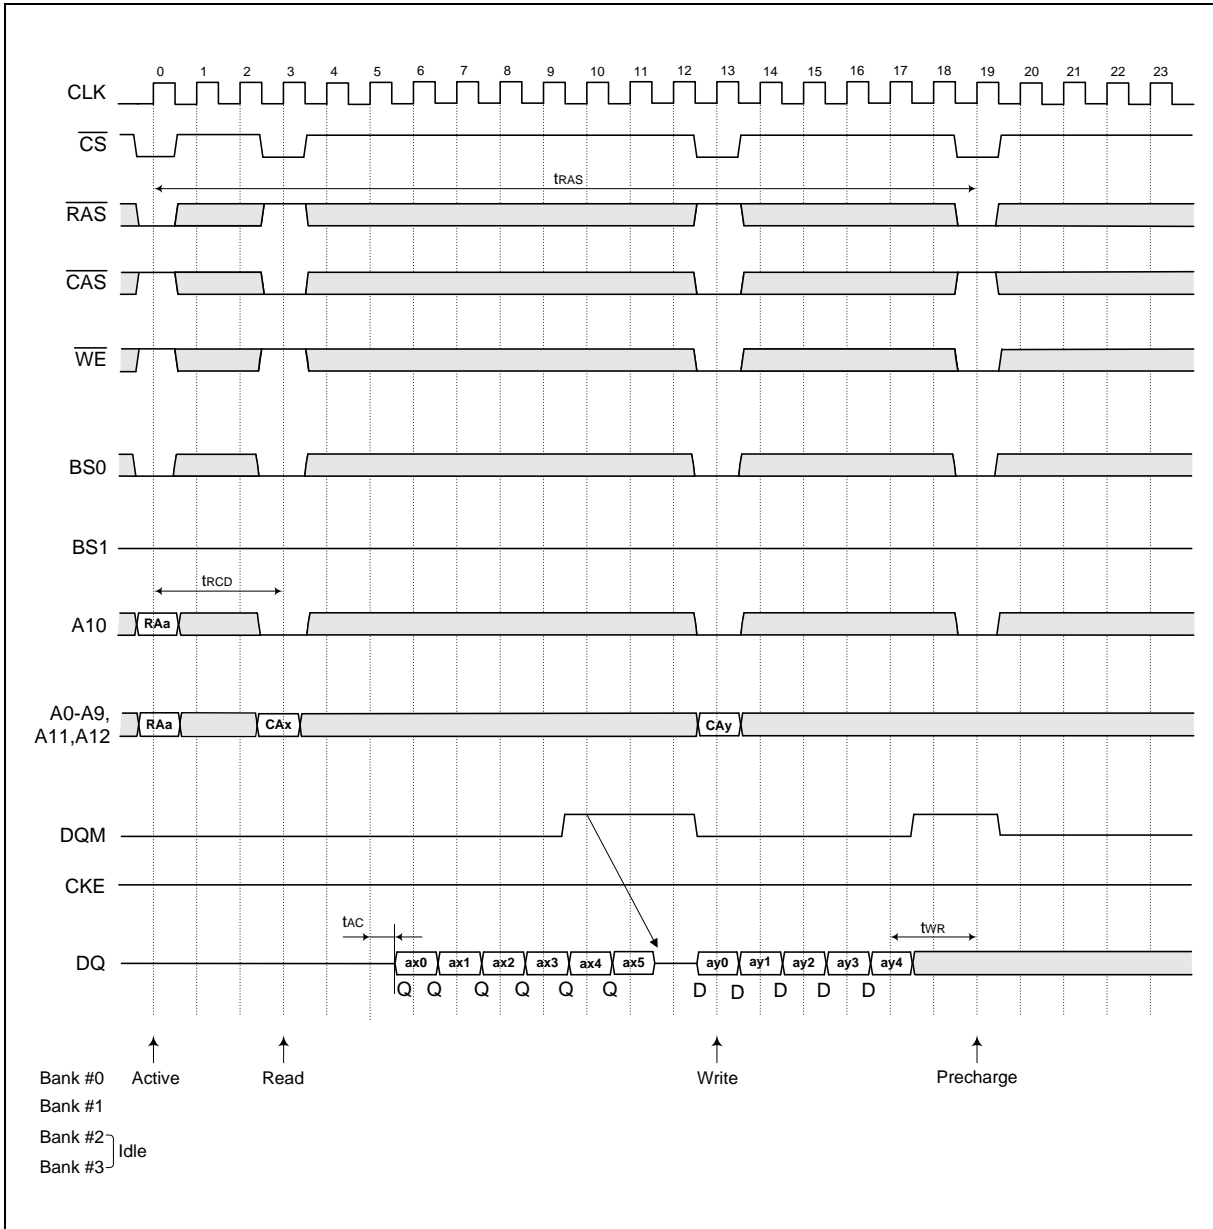 0 1 2 3 4 5 6 7 8 9 10 11 12 13 14 15 16 17 18 19 20 21 22 23
CLK
CS
tRAS
RAS
CAS
WE
BS0
BS1
tRCD
A10 RAa
A0-A9,
A11,A12 RAa CAx CAy
DQM
CKE
tAC tWR
DQ ax0 ax1 ax2 ax3 ax4 ax5 ay0 ay1 ay2 ay3 ay4
Q Q Q Q Q Q D D D D D
Bank #0 Active Read Write Precharge
Bank #1
Bank #2
Idle
Bank #3